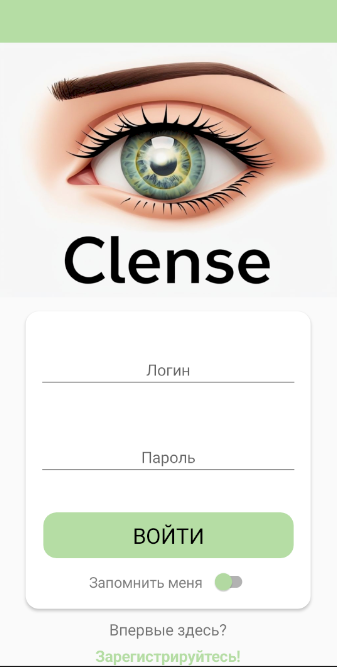 Clense
Логин
Пароль
ВОЙТИ
Запомнить меня
Впервые здесь?
Зарегистрируйтесь!